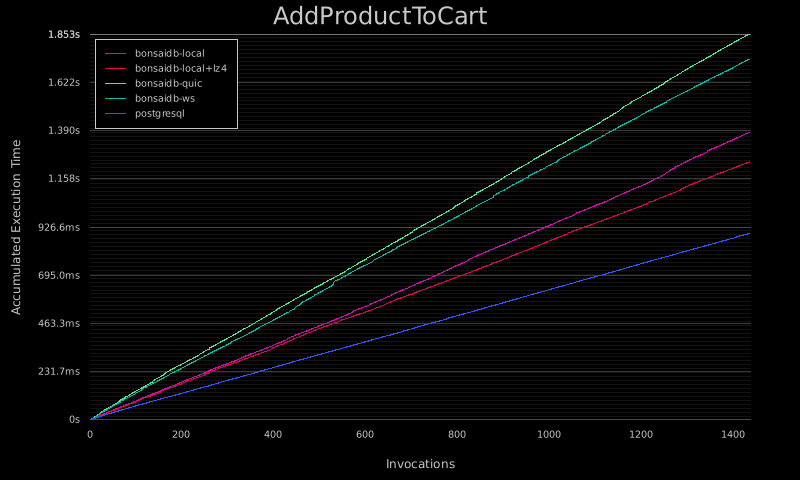 AddProductToCart
1.853s
1.622s
1.390s
1.158s
926.6ms
695.0ms
463.3ms
231.7ms
0s
Accumulated Execution Time
bonsaidb-local
bonsaidb-local+lz4
bonsaidb-quic
bonsaidb-ws
postgresql
0 200 400 600 800 1000 1200 1400
Invocations